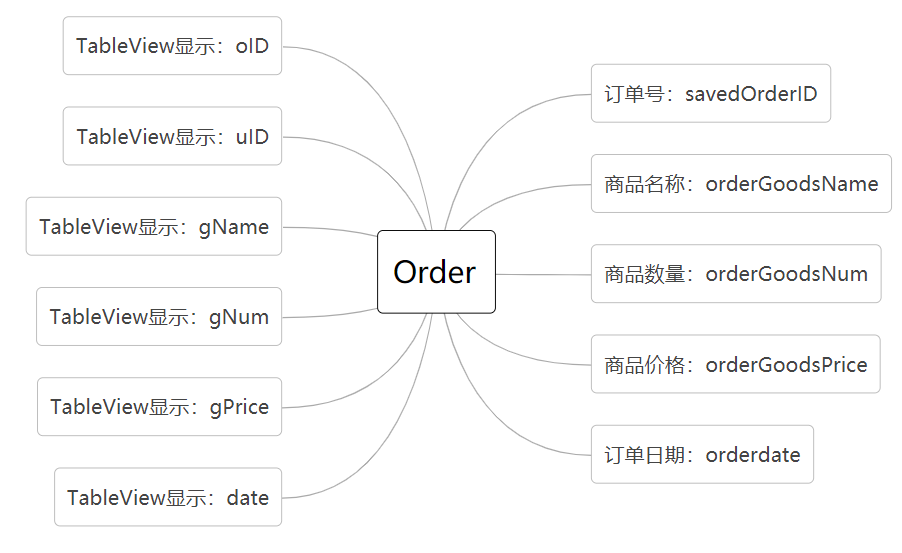 TableView显示：oID
TableView显示：uID
TableView显示：gName
TableView显示：gNum
TableView显示：gPrice
TableView显示：date
Order
订单号：savedOrderID
商品名称：orderGoodsName
商品数量：orderGoodsNum
商品价格：orderGoodsPrice
订单日期：orderdate